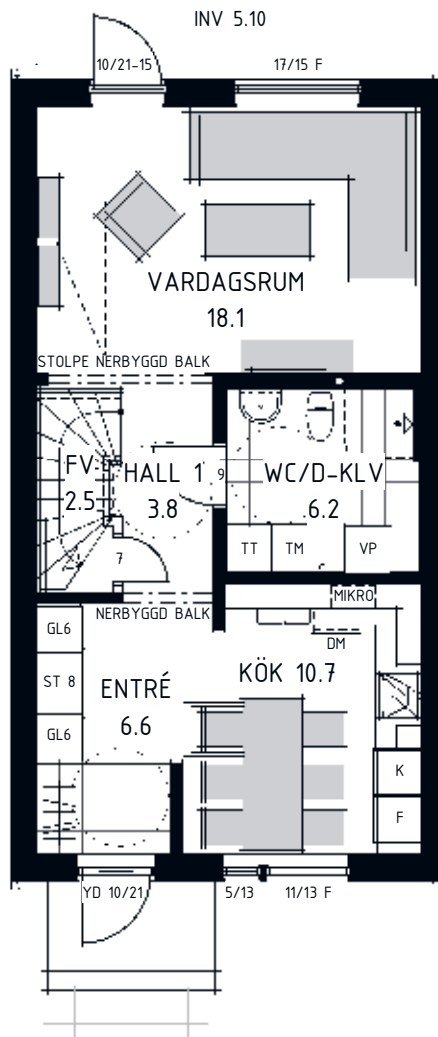 INV 5.10
10/21-15
17/15 F
VARDAGSRUM
18.1
STOLPE NERBYGGD BALK
FV
2.5
HALL 1
3.8
9
WC/D-KLV
6.2
7
TT
TM
VP
NERBYGGD BALK
MIKRO
GL6
DM
ST 8
ENTRÉ
6.6
KÖK 10.7
GL6
K
F
YD 10/21
5/13
11/13 F